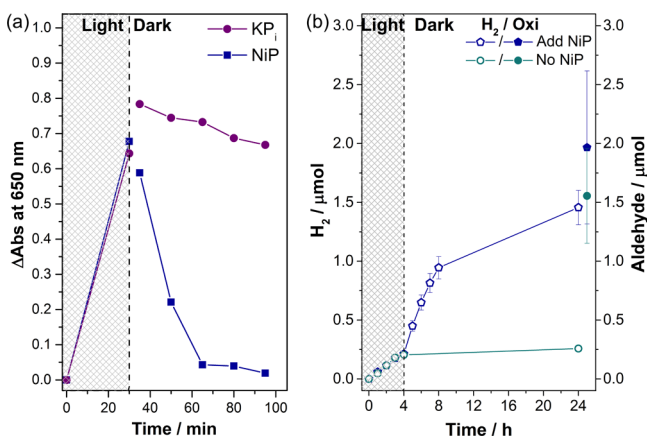 (a)
Light Dark
KPi
NiP
ΔAbs at 650 nm
1.0
0.9
0.8
0.7
0.6
0.5
0.4
0.3
0.2
0.1
0.0
0 20 40 60 80 100
Time / min
(b)
Dark H2 / Oxi
Light
/ Add NiP
/ No NiP
H2 / μmol
3.0
2.5
2.0
1.5
1.0
0.5
0.0
0 4 8 12 16 20 24
Time / h
3.0
2.5
2.0
1.5
1.0
0.5
0.0
Aldehyde / μmol